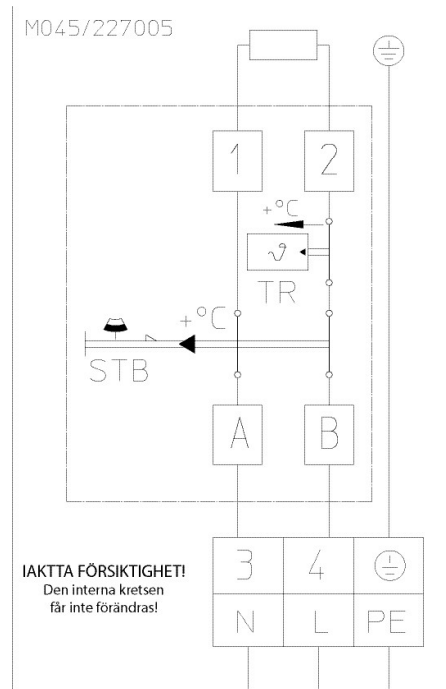 M045/227005
1 2
+°C
ϑ
TR
+°C
STB
A B
IAKTTA FÖRSIKTIGHET!
Den interna kretsen
får inte förändras!
3 4
N L PE